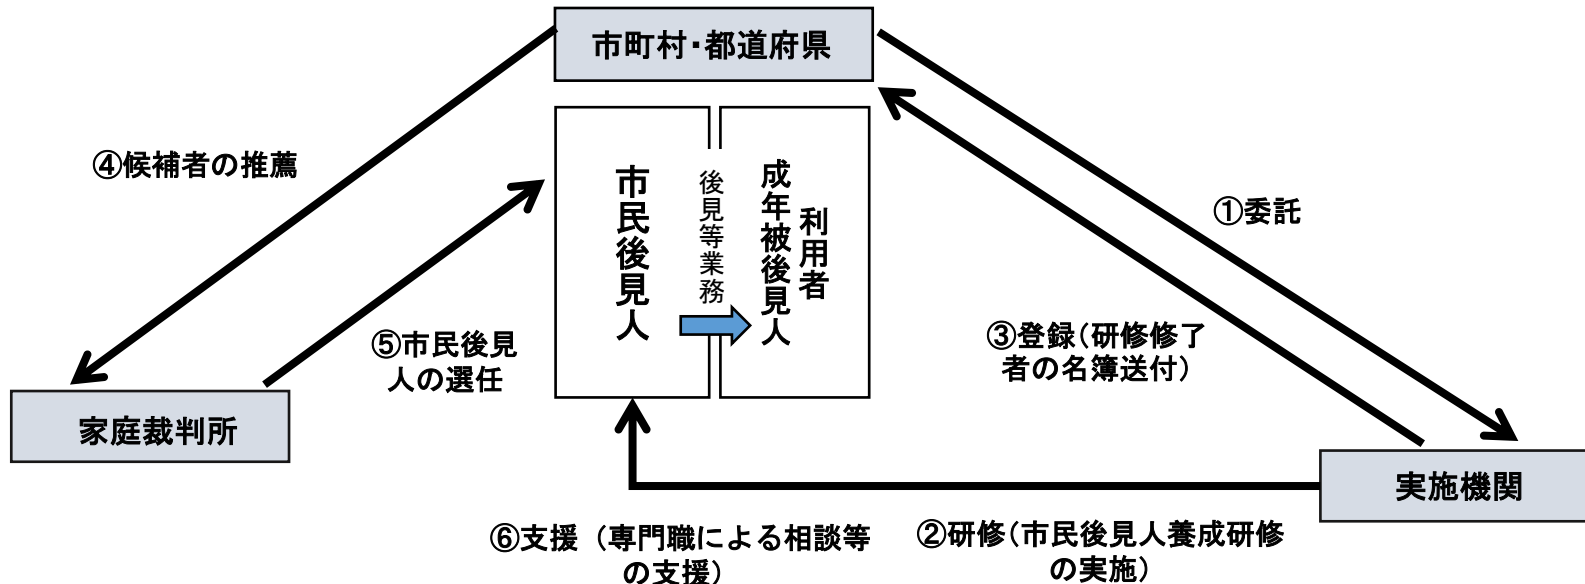 市町村・都道府県
④候補者の推薦
市民後見人
後見等業務
利用者
成年被後見人
①委託
⑤市民後見
人の選任
③登録（研修修了
者の名簿送付）
家庭裁判所
実施機関
⑥支援（専門職による相談等
の支援）
②研修（市民後見人養成研修
の実施）